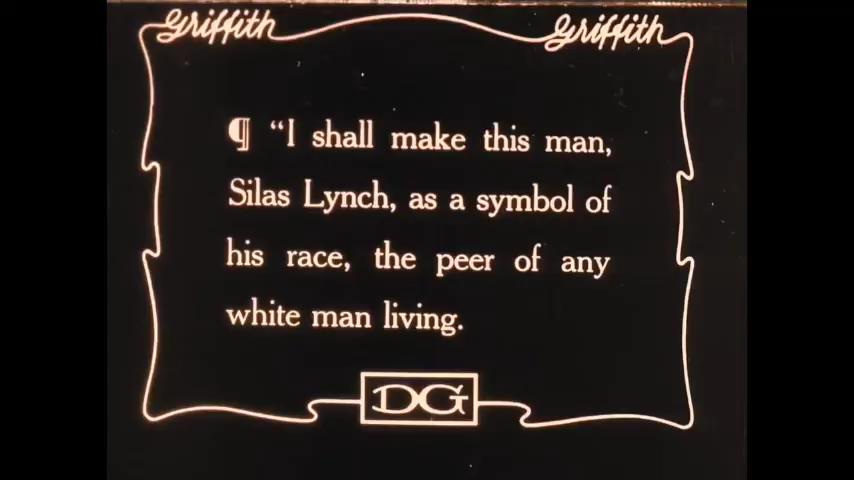 Griffith Griffith
¶ “I shall make this man,
Silas Lynch, as a symbol of
his race, the peer of any
white man living.
DG